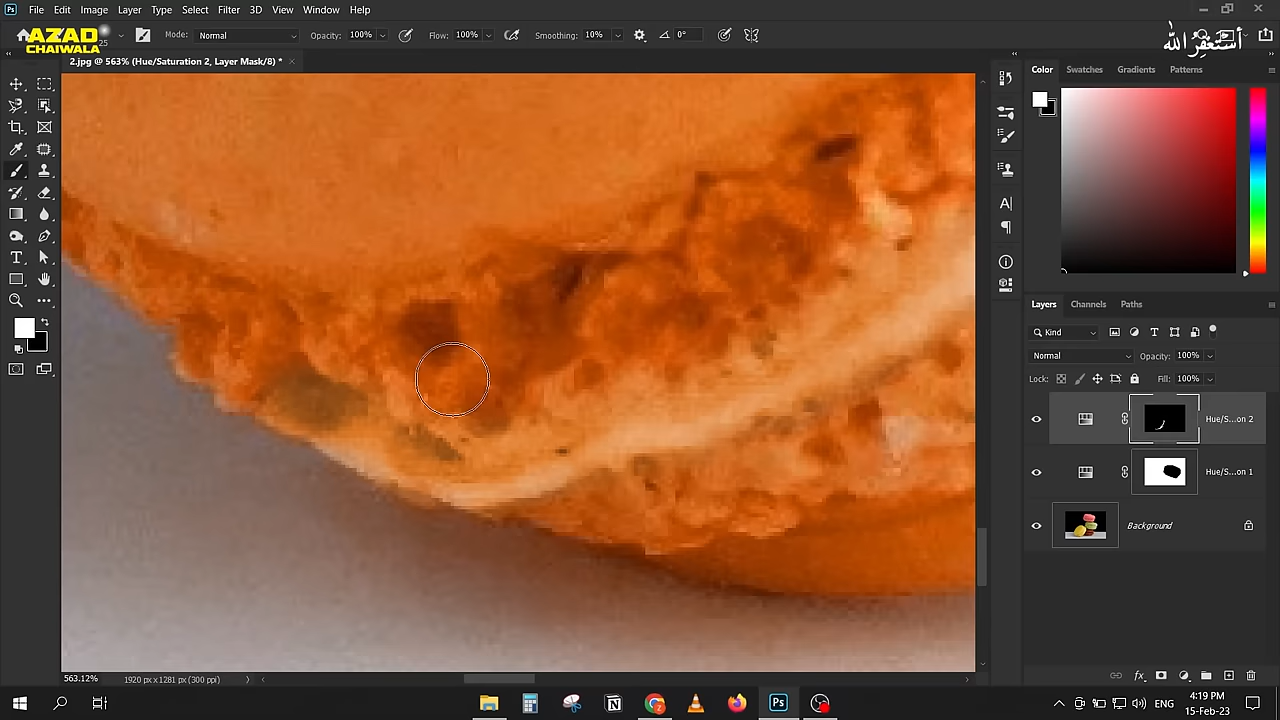 File Edit Image Layer Type Select Filter 3D View Window Help
AZAD
CHAIWALA
25 Mode: Normal Opacity: 100% Flow: 100% Smoothing: 10% 0°
أستغفر الله
2.jpg @ 563% (Hue/Saturation 2, Layer Mask/8) *
Color Swatches Gradients Patterns
Layers Channels Paths
Kind
Normal Opacity: 100%
Lock: Fill: 100%
Hue/S...on 2
Hue/S...on 1
Background
563.12% 1920 px x 1281 px (300 ppi)
ENG
4:19 PM
15-Feb-23